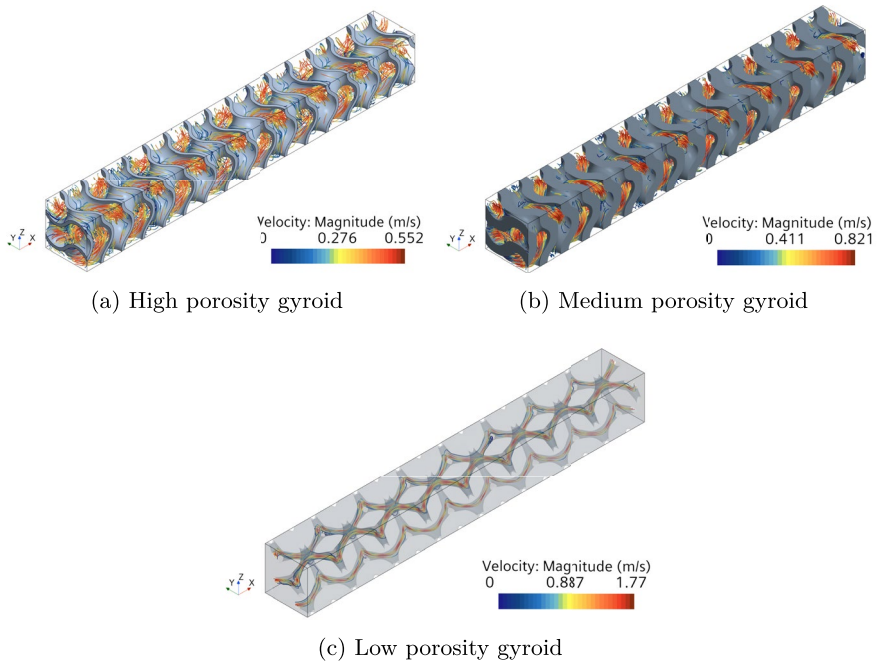 Velocity: Magnitude (m/s)
0 0.276 0.552
Y Z X
(a) High porosity gyroid
Velocity: Magnitude (m/s)
0 0.411 0.821
Y Z X
(b) Medium porosity gyroid
Velocity: Magnitude (m/s)
0 0.887 1.77
Y Z X
(c) Low porosity gyroid